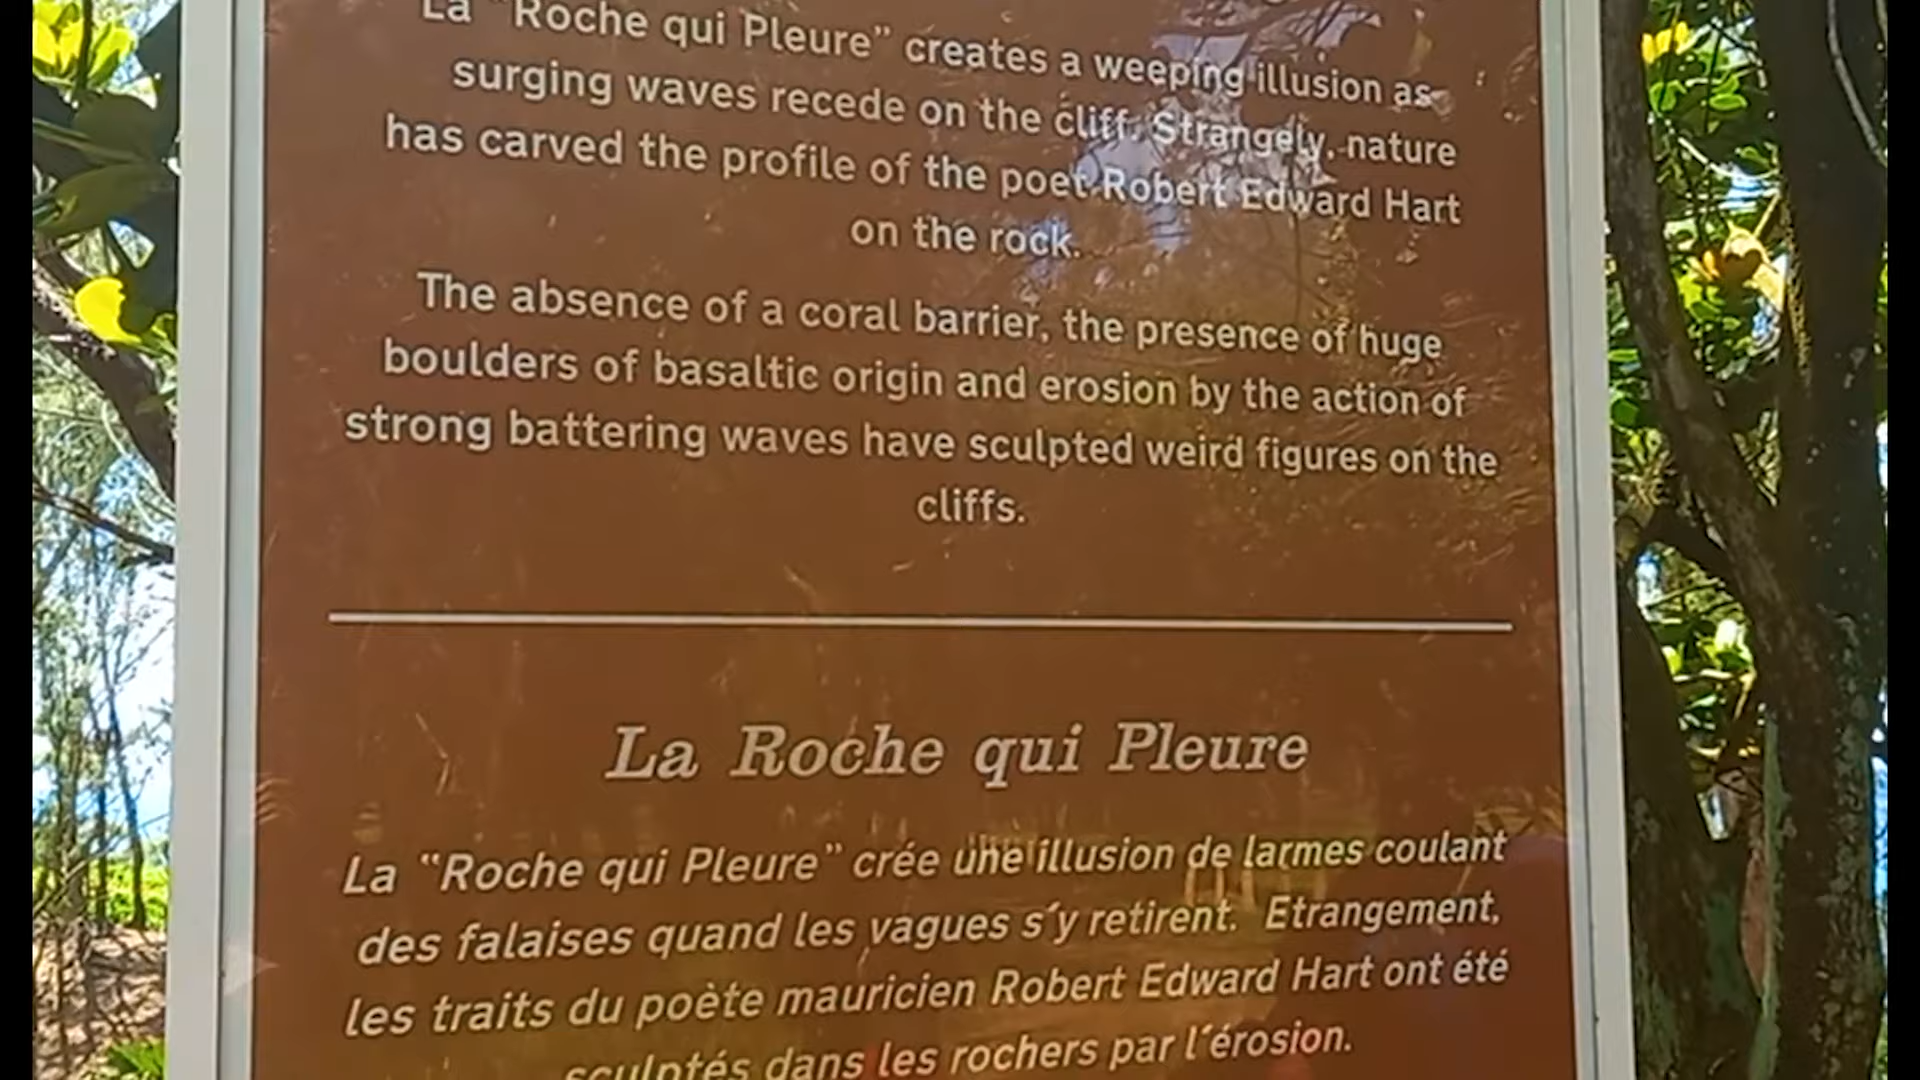 La "Roche qui Pleure" creates a weeping illusion as
surging waves recede on the cliff. Strangely, nature
has carved the profile of the poet Robert Edward Hart
on the rock.
The absence of a coral barrier, the presence of huge
boulders of basaltic origin and erosion by the action of
strong battering waves have sculpted weird figures on the
cliffs.
La Roche qui Pleure
La "Roche qui Pleure" crée une illusion de larmes coulant
des falaises quand les vagues s'y retirent. Etrangement,
les traits du poète mauricien Robert Edward Hart ont été
sculptés dans les rochers par l'érosion.